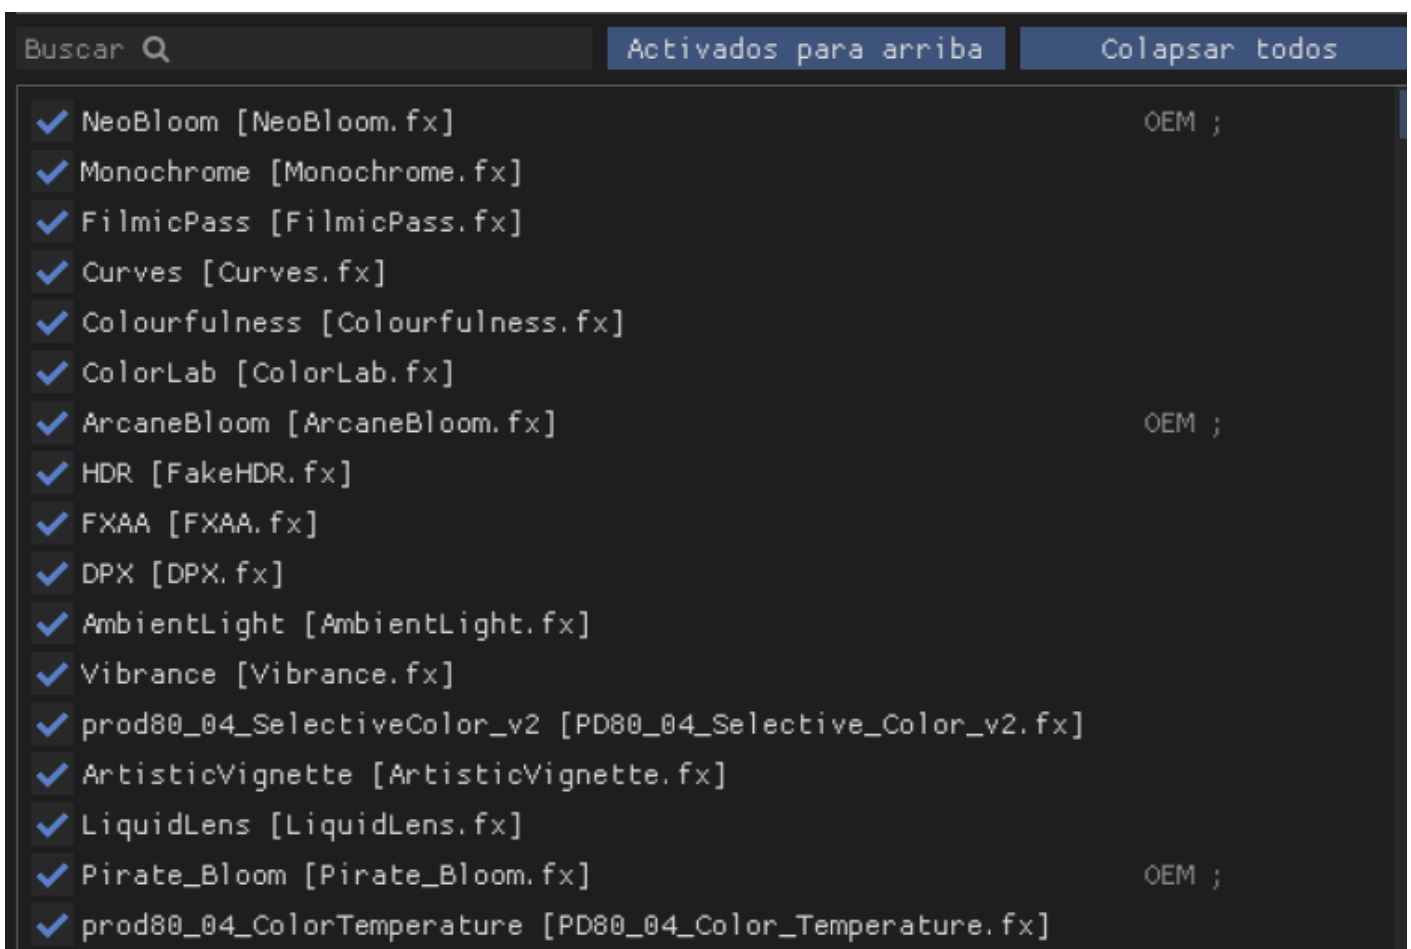 Buscar
Activados para arriba
Colapsar todos
NeoBloom [NeoBloom.fx] OEM ;
Monochrome [Monochrome.fx]
FilmicPass [FilmicPass.fx]
Curves [Curves.fx]
Colourfulness [Colourfulness.fx]
ColorLab [ColorLab.fx]
ArcaneBloom [ArcaneBloom.fx] OEM ;
HDR [FakeHDR.fx]
FXAA [FXAA.fx]
DPX [DPX.fx]
AmbientLight [AmbientLight.fx]
Vibrance [Vibrance.fx]
prod80_04_SelectiveColor_v2 [PD80_04_Selective_Color_v2.fx]
ArtisticVignette [ArtisticVignette.fx]
LiquidLens [LiquidLens.fx]
Pirate_Bloom [Pirate_Bloom.fx] OEM ;
prod80_04_ColorTemperature [PD80_04_Color_Temperature.fx]